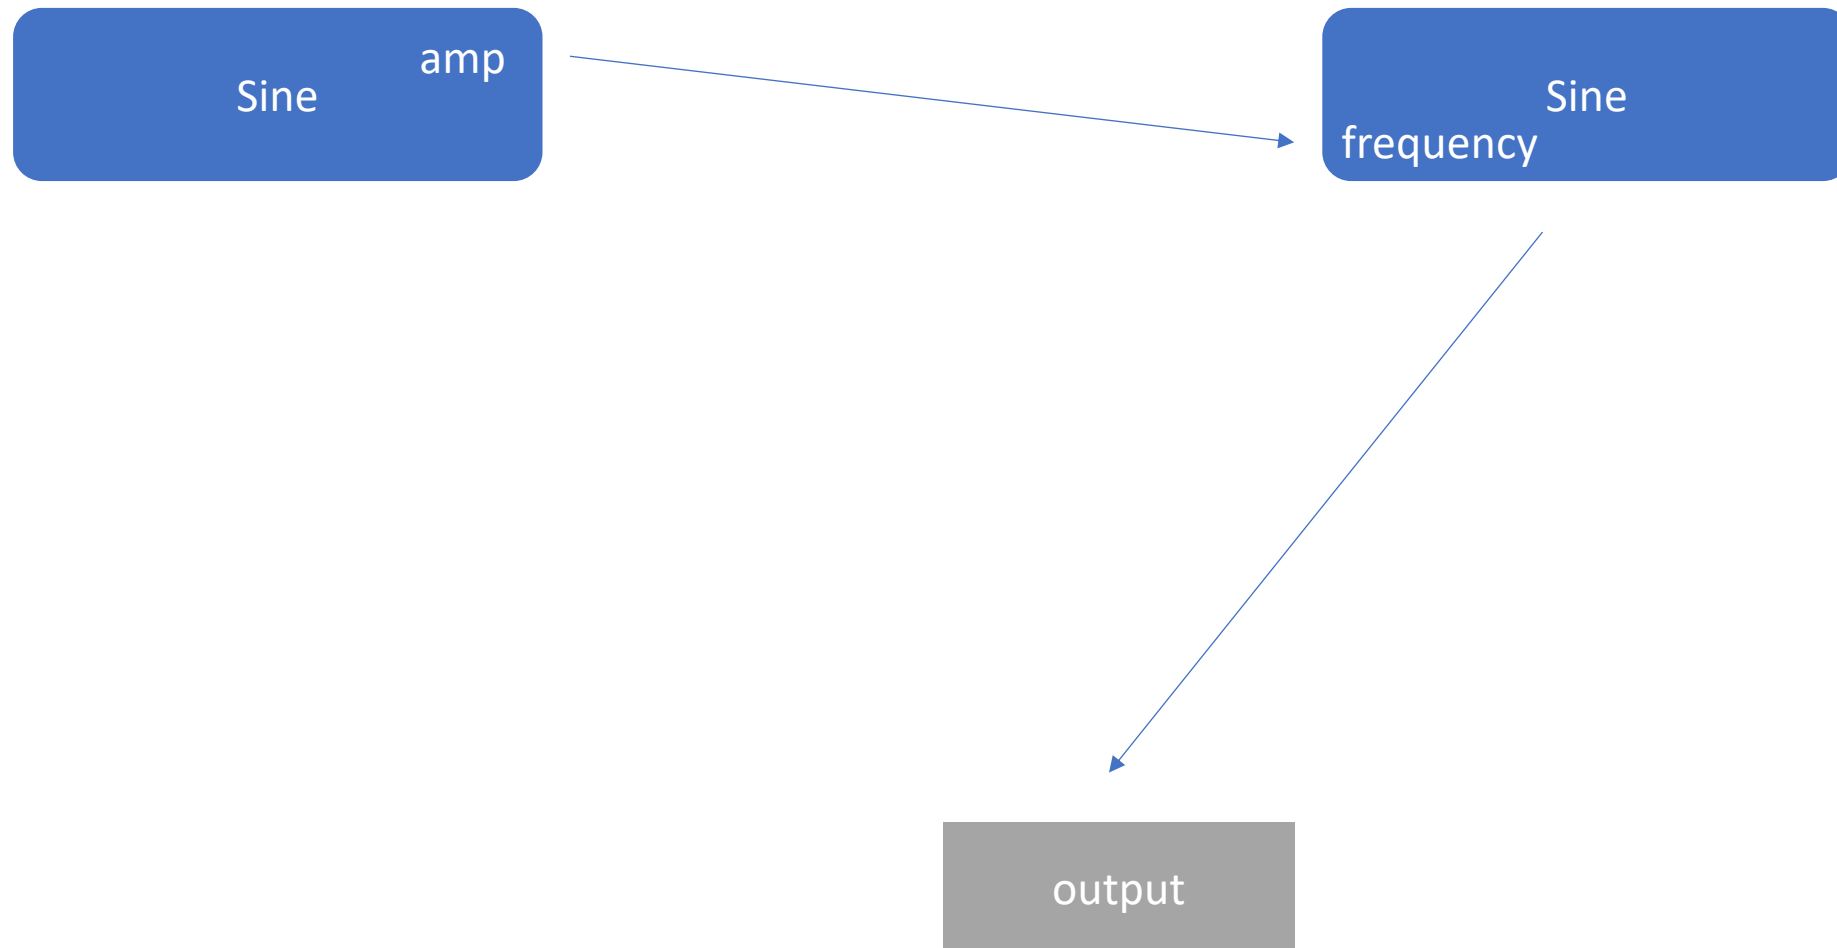 amp
Sine
Sine
frequency
output